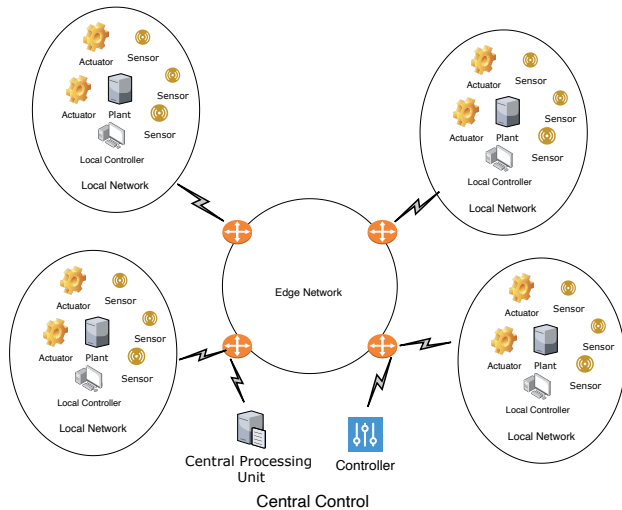 Actuator
Sensor
Sensor
Actuator
Plant
Sensor
Local Controller
Local Network
Actuator
Sensor
Sensor
Actuator
Plant
Sensor
Local Controller
Local Network
Edge Network
Actuator
Sensor
Sensor
Actuator
Plant
Sensor
Local Controller
Local Network
Actuator
Sensor
Sensor
Actuator
Plant
Sensor
Local Controller
Local Network
Central Processing
Unit
Controller
Central Control